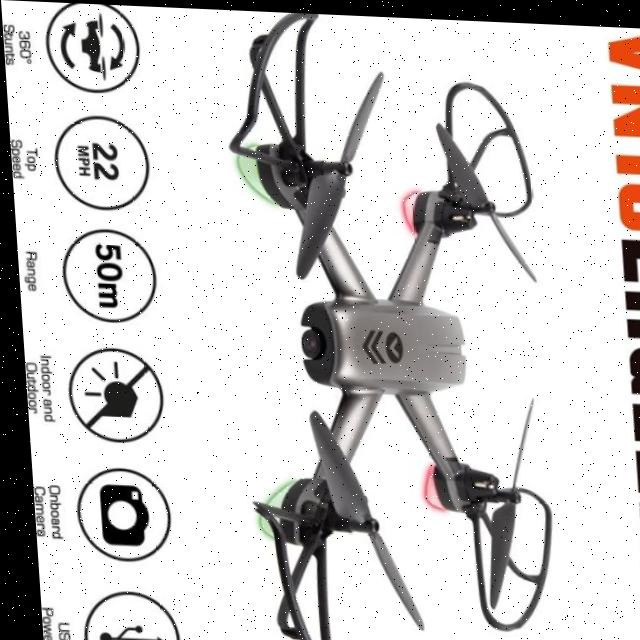 360°
Stunts
22
MPH
Top
Speed
50m
Range
Indoor and
Outdoor
Onboard
Camera